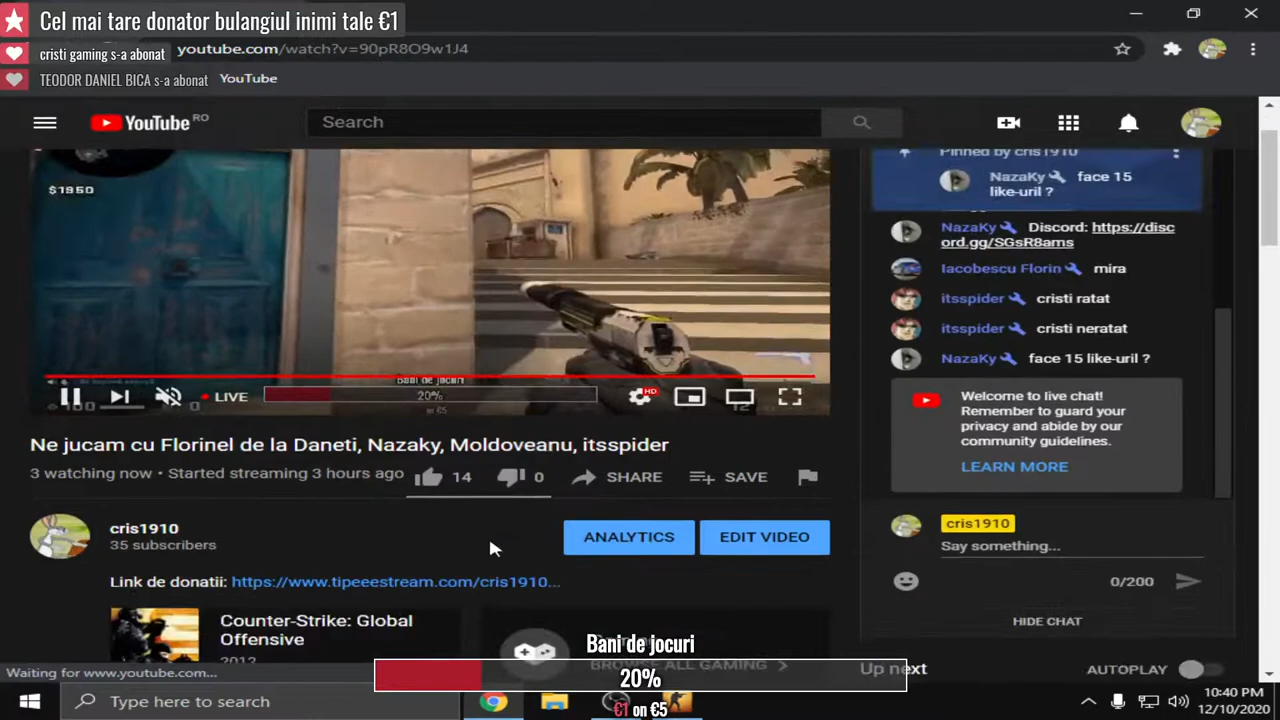 Cel mai tare donator bulangiul inimi tale €1
cristi gaming s-a abonat
youtube.com/watch?v=90pR8O9w1J4
TEODOR DANIEL BICA s-a abonat
YouTube
YouTube RO
Search
$1950
Bani de jocuri
LIVE
20%
HD
Ne jucam cu Florinel de la Daneti, Nazaky, Moldoveanu, itsspider
3 watching now • Started streaming 3 hours ago
14
0
SHARE
SAVE
cris1910
35 subscribers
ANALYTICS
EDIT VIDEO
Link de donatii: https://www.tipeeestream.com/cris1910...
Counter-Strike: Global
Offensive
2012
BROWSE ALL GAMING
Pinned by cris1910
NazaKy face 15
like-uril ?
NazaKy Discord: https://disc
ord.gg/SGsR8ams
Iacobescu Florin mira
itsspider cristi ratat
itsspider cristi neratat
NazaKy face 15 like-uril ?
Welcome to live chat!
Remember to guard your
privacy and abide by our
community guidelines.
LEARN MORE
cris1910
Say something...
0/200
HIDE CHAT
Up next
AUTOPLAY
Waiting for www.youtube.com...
Bani de jocuri
20%
€1 on €5
Type here to search
10:40 PM
12/10/2020